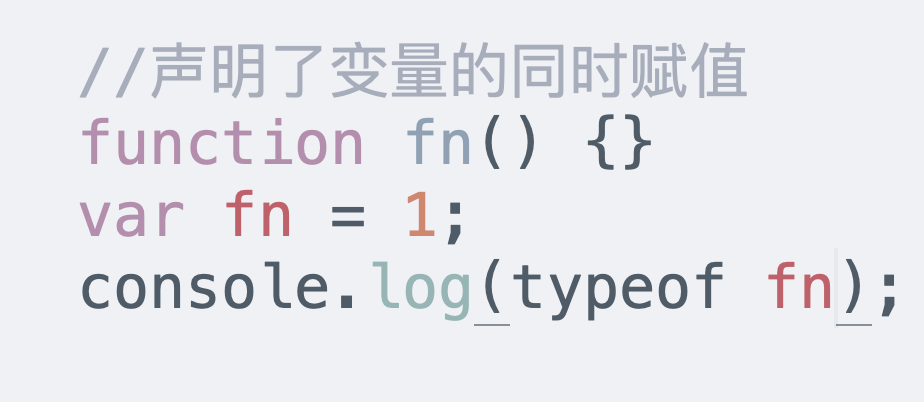 //声明了变量的同时赋值
function fn() {}
var fn = 1;
console.log(typeof fn);